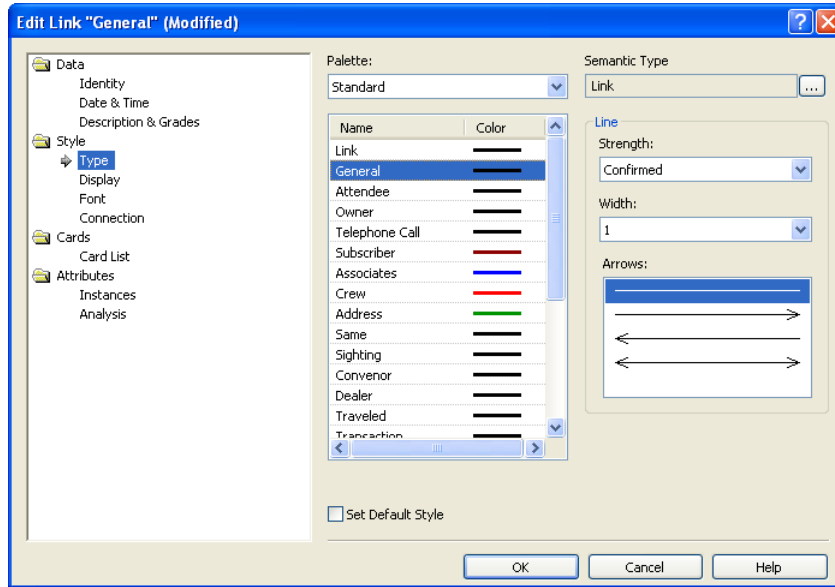 Edit Link "General" (Modified)
Data
Identity
Date & Time
Description & Grades
Style
Type
Display
Font
Connection
Cards
Card List
Attributes
Instances
Analysis
Palette:
Standard
Name Color
Link
General
Attendee
Owner
Telephone Call
Subscriber
Associates
Crew
Address
Same
Sighting
Convenor
Dealer
Traveled
Transaction
Set Default Style
Semantic Type
Link ...
Line
Strength:
Confirmed
Width:
1
Arrows:
OK Cancel Help